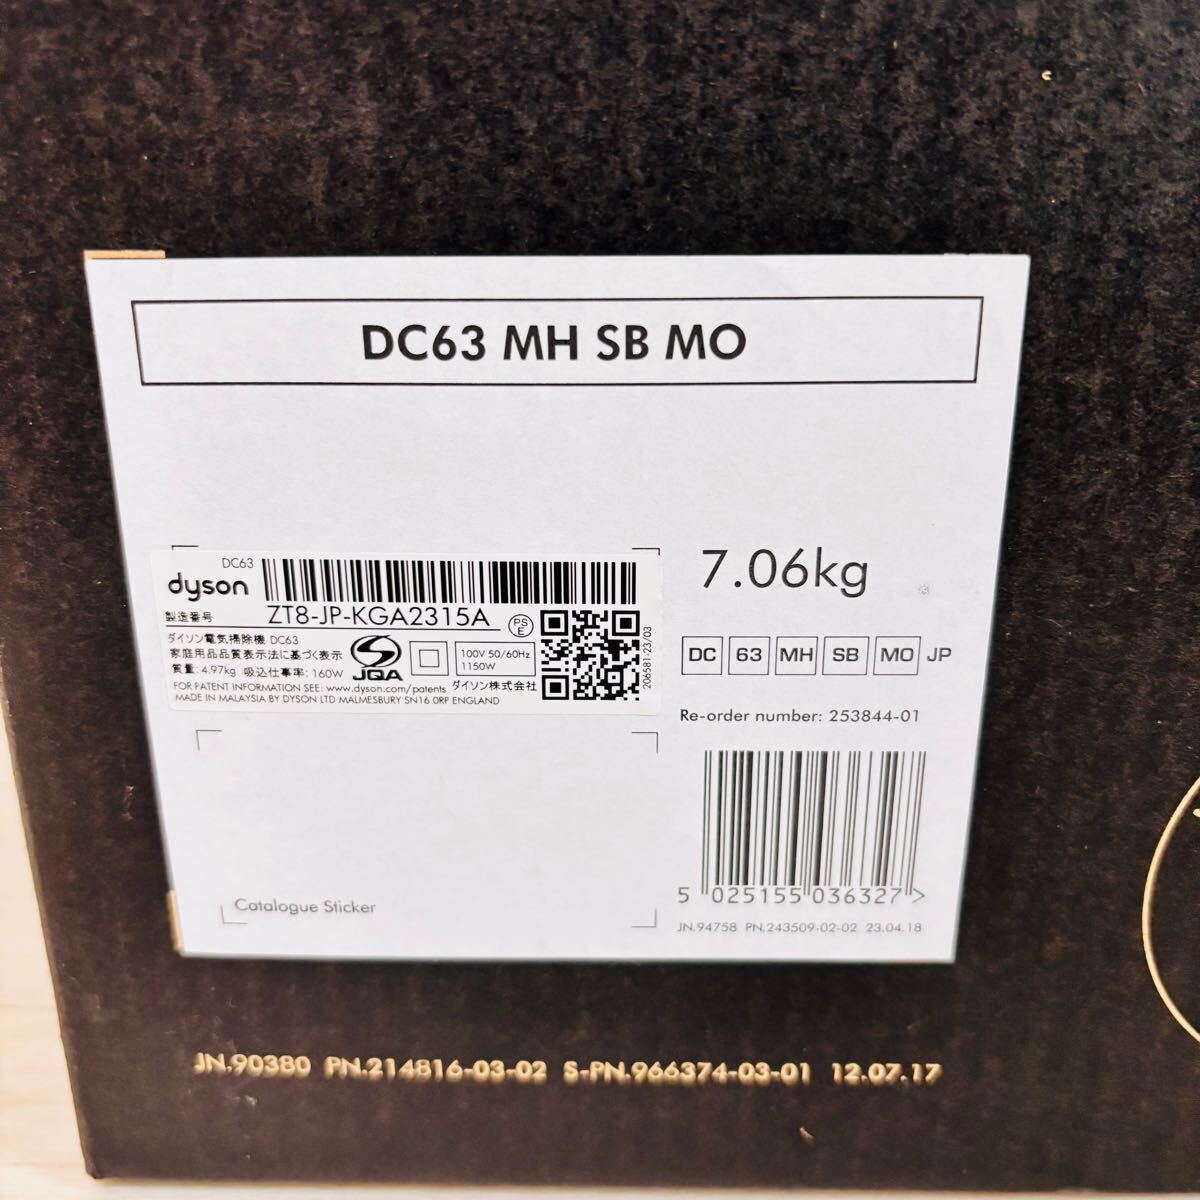 DC63 MH SB MO
DC63
dyson
製造番号 ZT8-JP-KGA2315A
PS E
ダイソン電気掃除機 DC63
家庭用品品質表示法に基づく表示
質量: 4.97kg 吸込仕事率: 160W
JQA
100V 50/60Hz
1150W
206581-23/03
FOR PATENT INFORMATION SEE: www.dyson.com/patents ダイソン株式会社
MADE IN MALAYSIA BY DYSON LTD MALMESBURY SN16 0RP ENGLAND
7.06kg
DC 63 MH SB MO JP
Re-order number: 253844-01
5 025155 036327 >
JN.94758 PN.243509-02-02 23.04.18
Catalogue Sticker
JN.90380 PN.214816-03-02 S-PN.966374-03-01 12.07.17